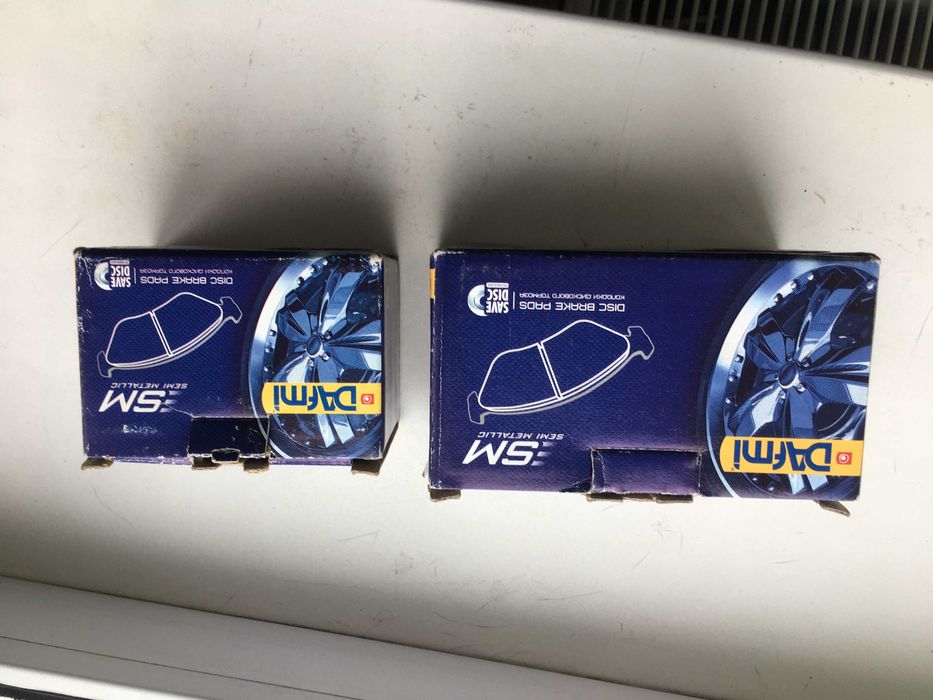 DAfmi
SM
SEMI METALLIC
DISC BRAKE PADS
КОЛОДКИ ДИСКОВОГО ТОРМОЗА
SAVE
DISC
DAfmi
SM
SEMI METALLIC
DISC BRAKE PADS
КОЛОДКИ ДИСКОВОГО ТОРМОЗА
SAVE
DISC